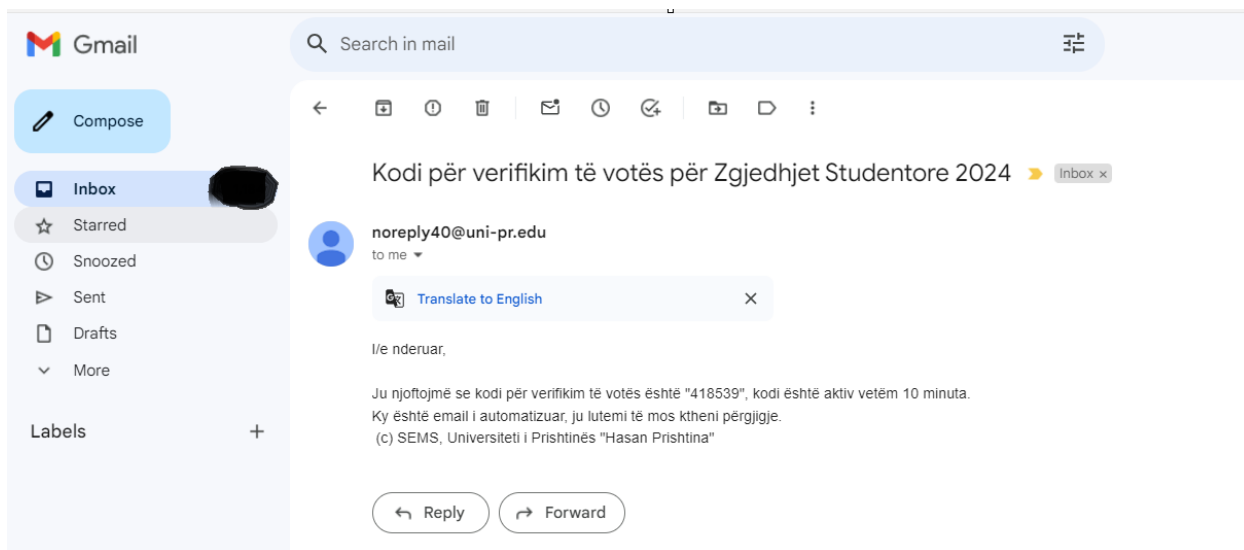 Gmail
Search in mail
Compose
Inbox
Starred
Snoozed
Sent
Drafts
More
Labels
Kodi për verifikim të votës për Zgjedhjet Studentore 2024 Inbox x
noreply40@uni-pr.edu
to me
Translate to English
I/e nderuar,
Ju njoftojmë se kodi për verifikim të votës është "418539", kodi është aktiv vetëm 10 minuta.
Ky është email i automatizuar, ju lutemi të mos ktheni përgjigje.
(c) SEMS, Universiteti i Prishtinës "Hasan Prishtina"
Reply Forward